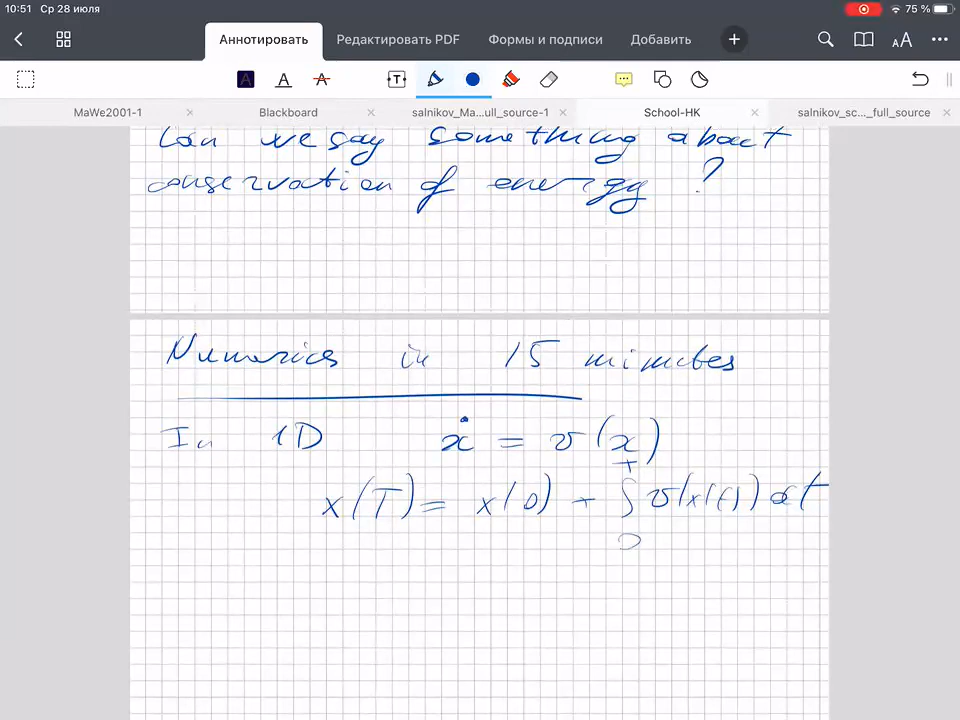 10:51 Ср 28 июля 75 %
Аннотировать Редактировать PDF Формы и подписи Добавить
MaWe2001-1 Blackboard salnikov_Ma...ull_source-1 School-HK salnikov_sc..._full_source
Can we say something about
conservation of energy ?
Numerics in 15 minutes
In 1D ẋ = v(x)
x(T) = x(0) + ∫₀ᵀ v(x(t)) dt